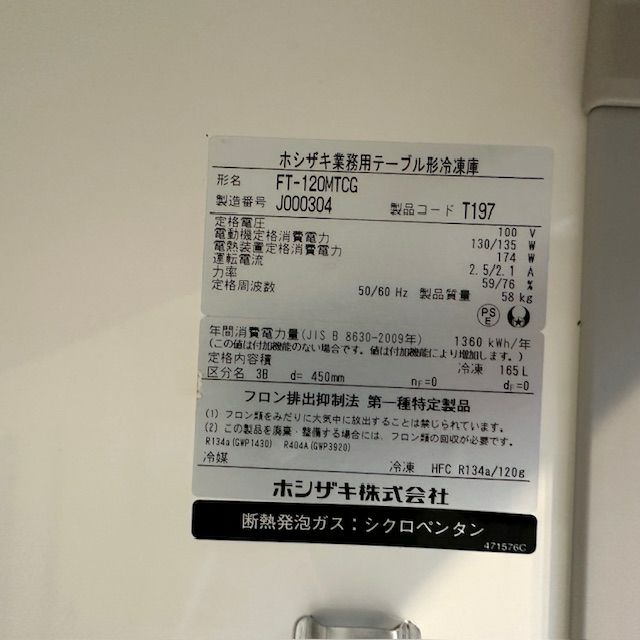 ホシザキ業務用テーブル形冷凍庫
形名 FT-120MTCG
製造番号 J000304 製品コード T197
定格電圧 100 V
電動機定格消費電力 130/135 W
電熱装置定格消費電力 174 W
運転電流 2.5/2.1 A
力率 59/76 %
定格周波数 50/60 Hz 製品質量 58 kg
PSE
年間消費電力量(JIS B 8630-2009年) 1360 kWh/年
(この値は付加機能のない場合です。値は付加機能により増加します。)
定格内容積 冷凍 165 L
区分名 3B d= 450mm nF=0 dF=0
フロン排出抑制法 第一種特定製品
(1) フロン類をみだりに大気中に放出することは禁じられています。
(2) この製品を廃棄・整備する場合には、フロン類の回収が必要です。
R134a(GWP1430) R404A(GWP3920)
冷媒 冷凍 HFC R134a/120g
ホシザキ株式会社
断熱発泡ガス：シクロペンタン
471576C